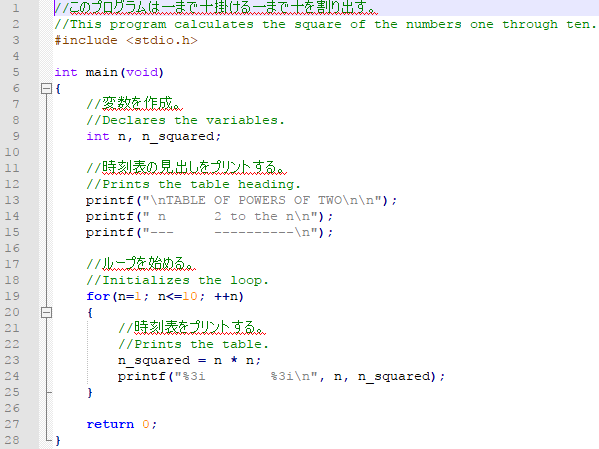 1 //このプログラムは一まで十掛ける一まで十を割り出す。
2 //This program calculates the square of the numbers one through ten.
3 #include <stdio.h>
4
5 int main(void)
6 {
7 //変数を作成。
8 //Declares the variables.
9 int n, n_squared;
10
11 //時刻表の見出しをプリントする。
12 //Prints the table heading.
13 printf("\nTABLE OF POWERS OF TWO\n\n");
14 printf(" n     2 to the n\n");
15 printf("---     ----------\n");
16
17 //ループを始める。
18 //Initializes the loop.
19 for(n=1; n<=10; ++n)
20 {
21 //時刻表をプリントする。
22 //Prints the table.
23 n_squared = n * n;
24 printf("%3i        %3i\n", n, n_squared);
25 }
26
27 return 0;
28 }